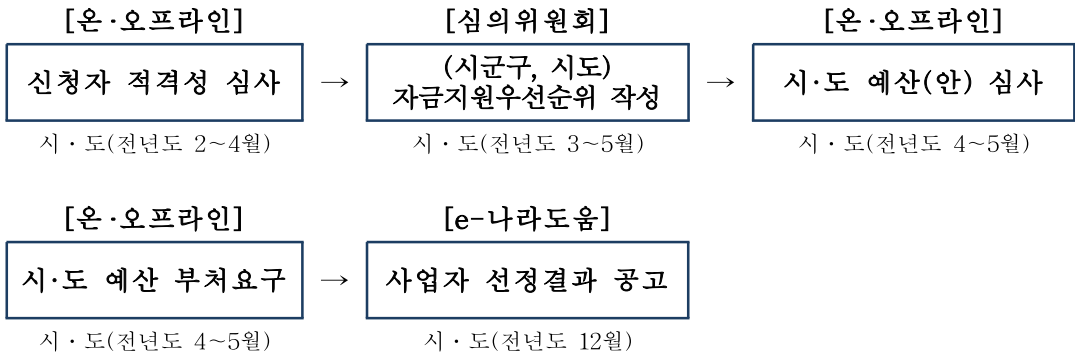 [온·오프라인]
신청자 적격성 심사
시·도(전년도 2~4월)
→
[심의위원회]
(시군구, 시도)
자금지원우선순위 작성
시·도(전년도 3~5월)
→
[온·오프라인]
시·도 예산(안) 심사
시·도(전년도 4~5월)
[온·오프라인]
시·도 예산 부처요구
시·도(전년도 4~5월)
→
[e-나라도움]
사업자 선정결과 공고
시·도(전년도 12월)